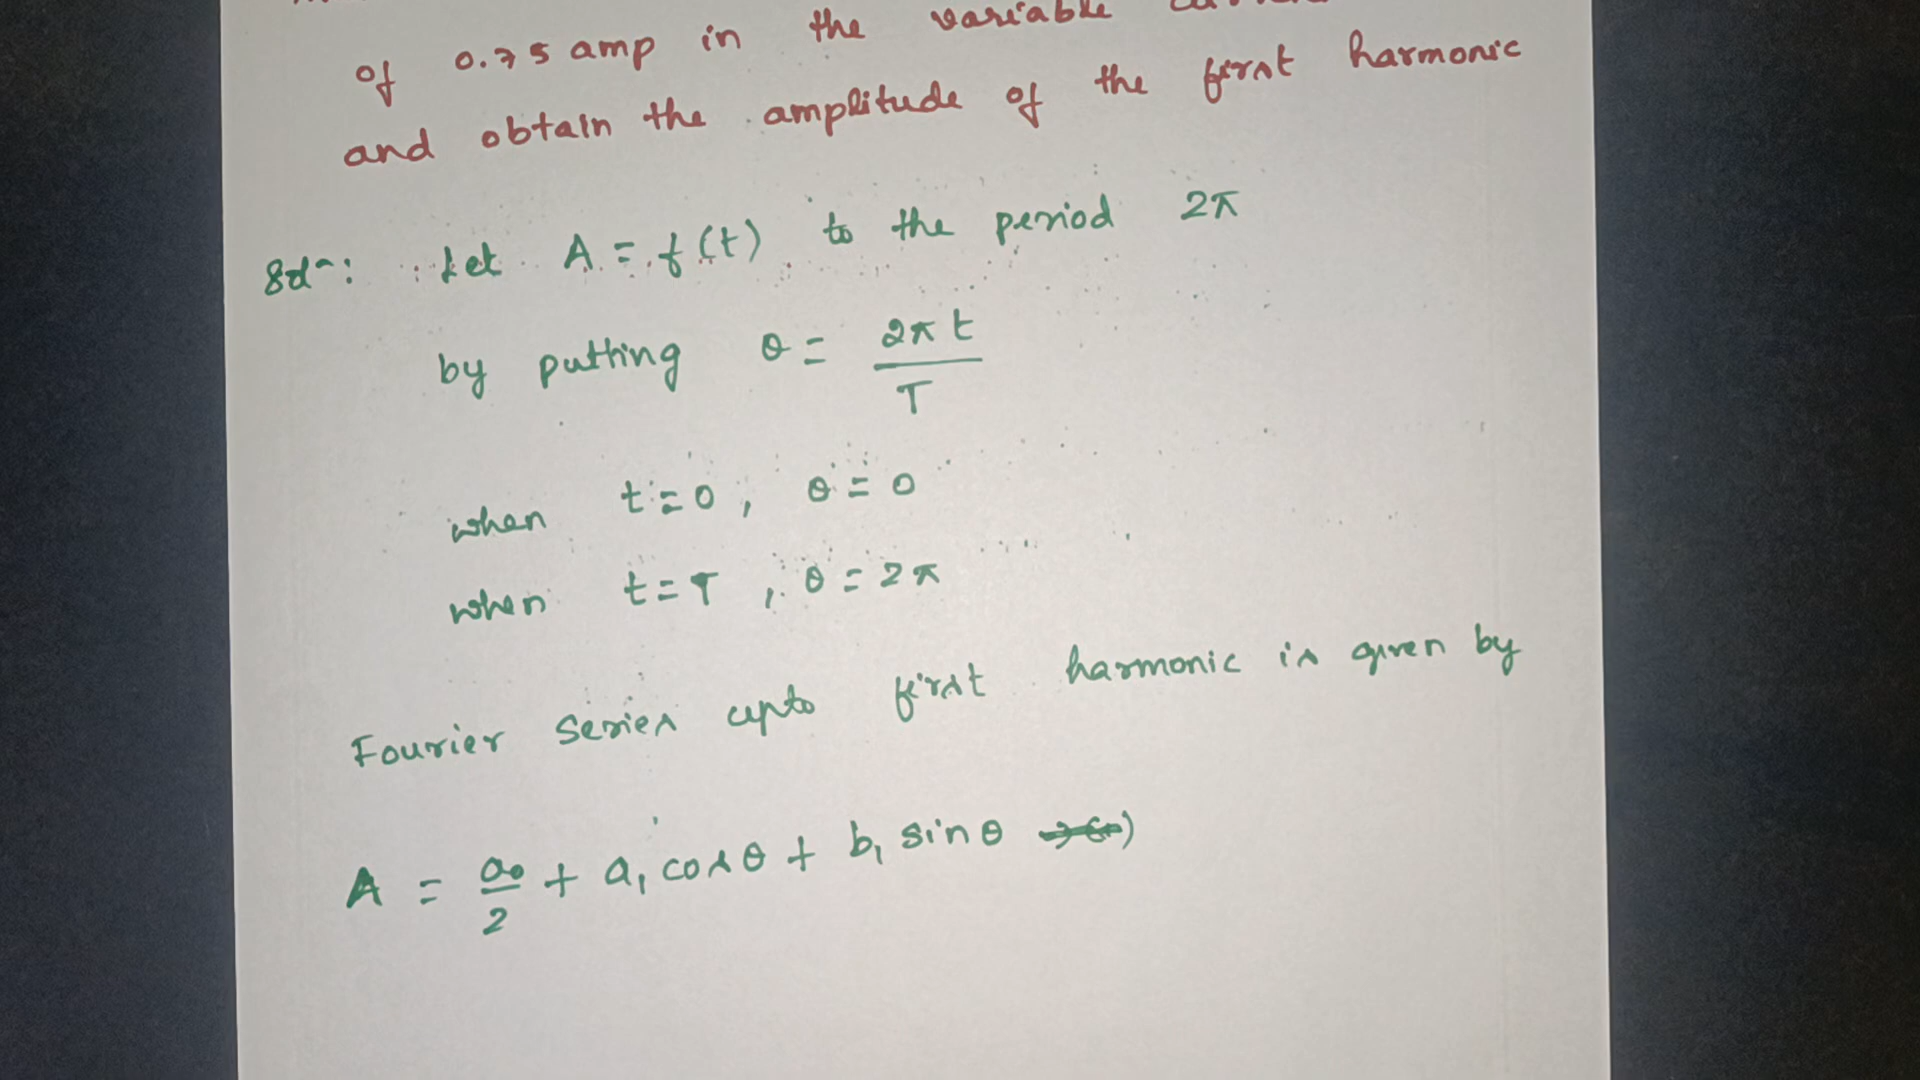 of 0.75 amp in the variable
and obtain the amplitude of the first harmonic
Soln: Let A = f(t) to the period 2π
by putting θ = 2πt / T
when t=0, θ=0
when t=T, θ=2π
Fourier Series upto first harmonic is given by
A = a₀/2 + a₁ cosθ + b₁ sinθ